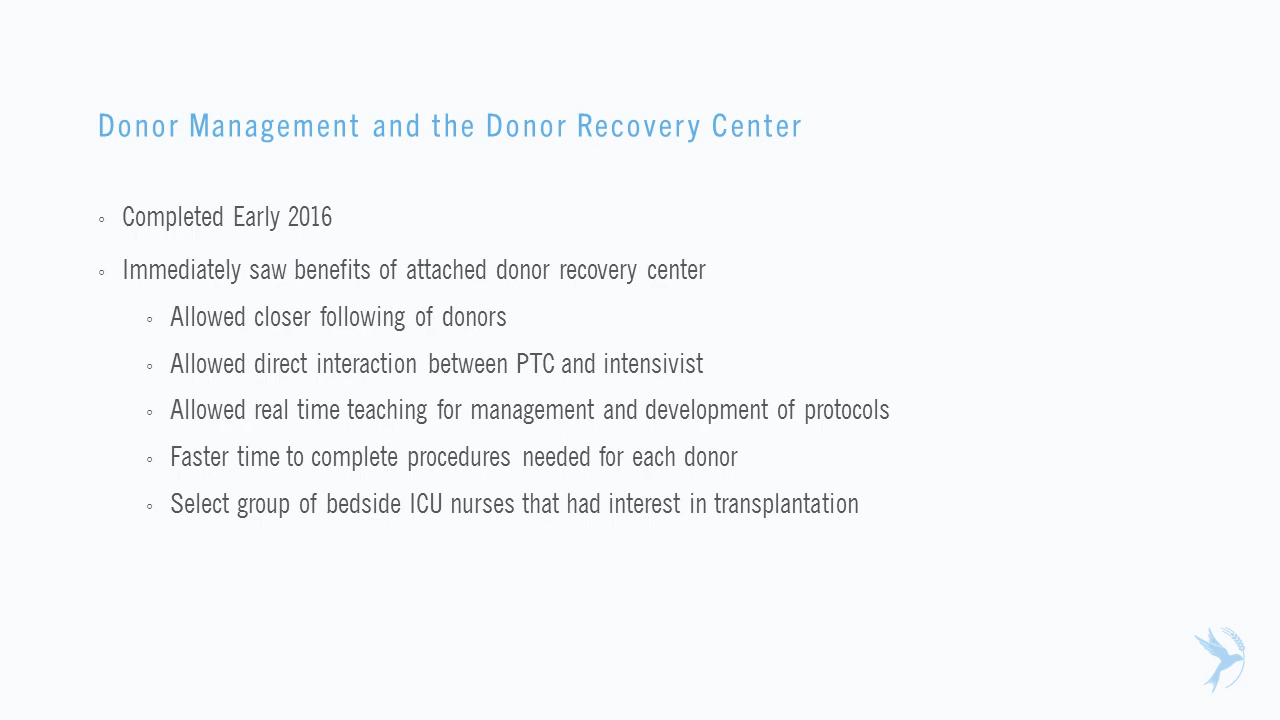 Donor Management and the Donor Recovery Center
◦ Completed Early 2016
◦ Immediately saw benefits of attached donor recovery center
◦ Allowed closer following of donors
◦ Allowed direct interaction between PTC and intensivist
◦ Allowed real time teaching for management and development of protocols
◦ Faster time to complete procedures needed for each donor
◦ Select group of bedside ICU nurses that had interest in transplantation